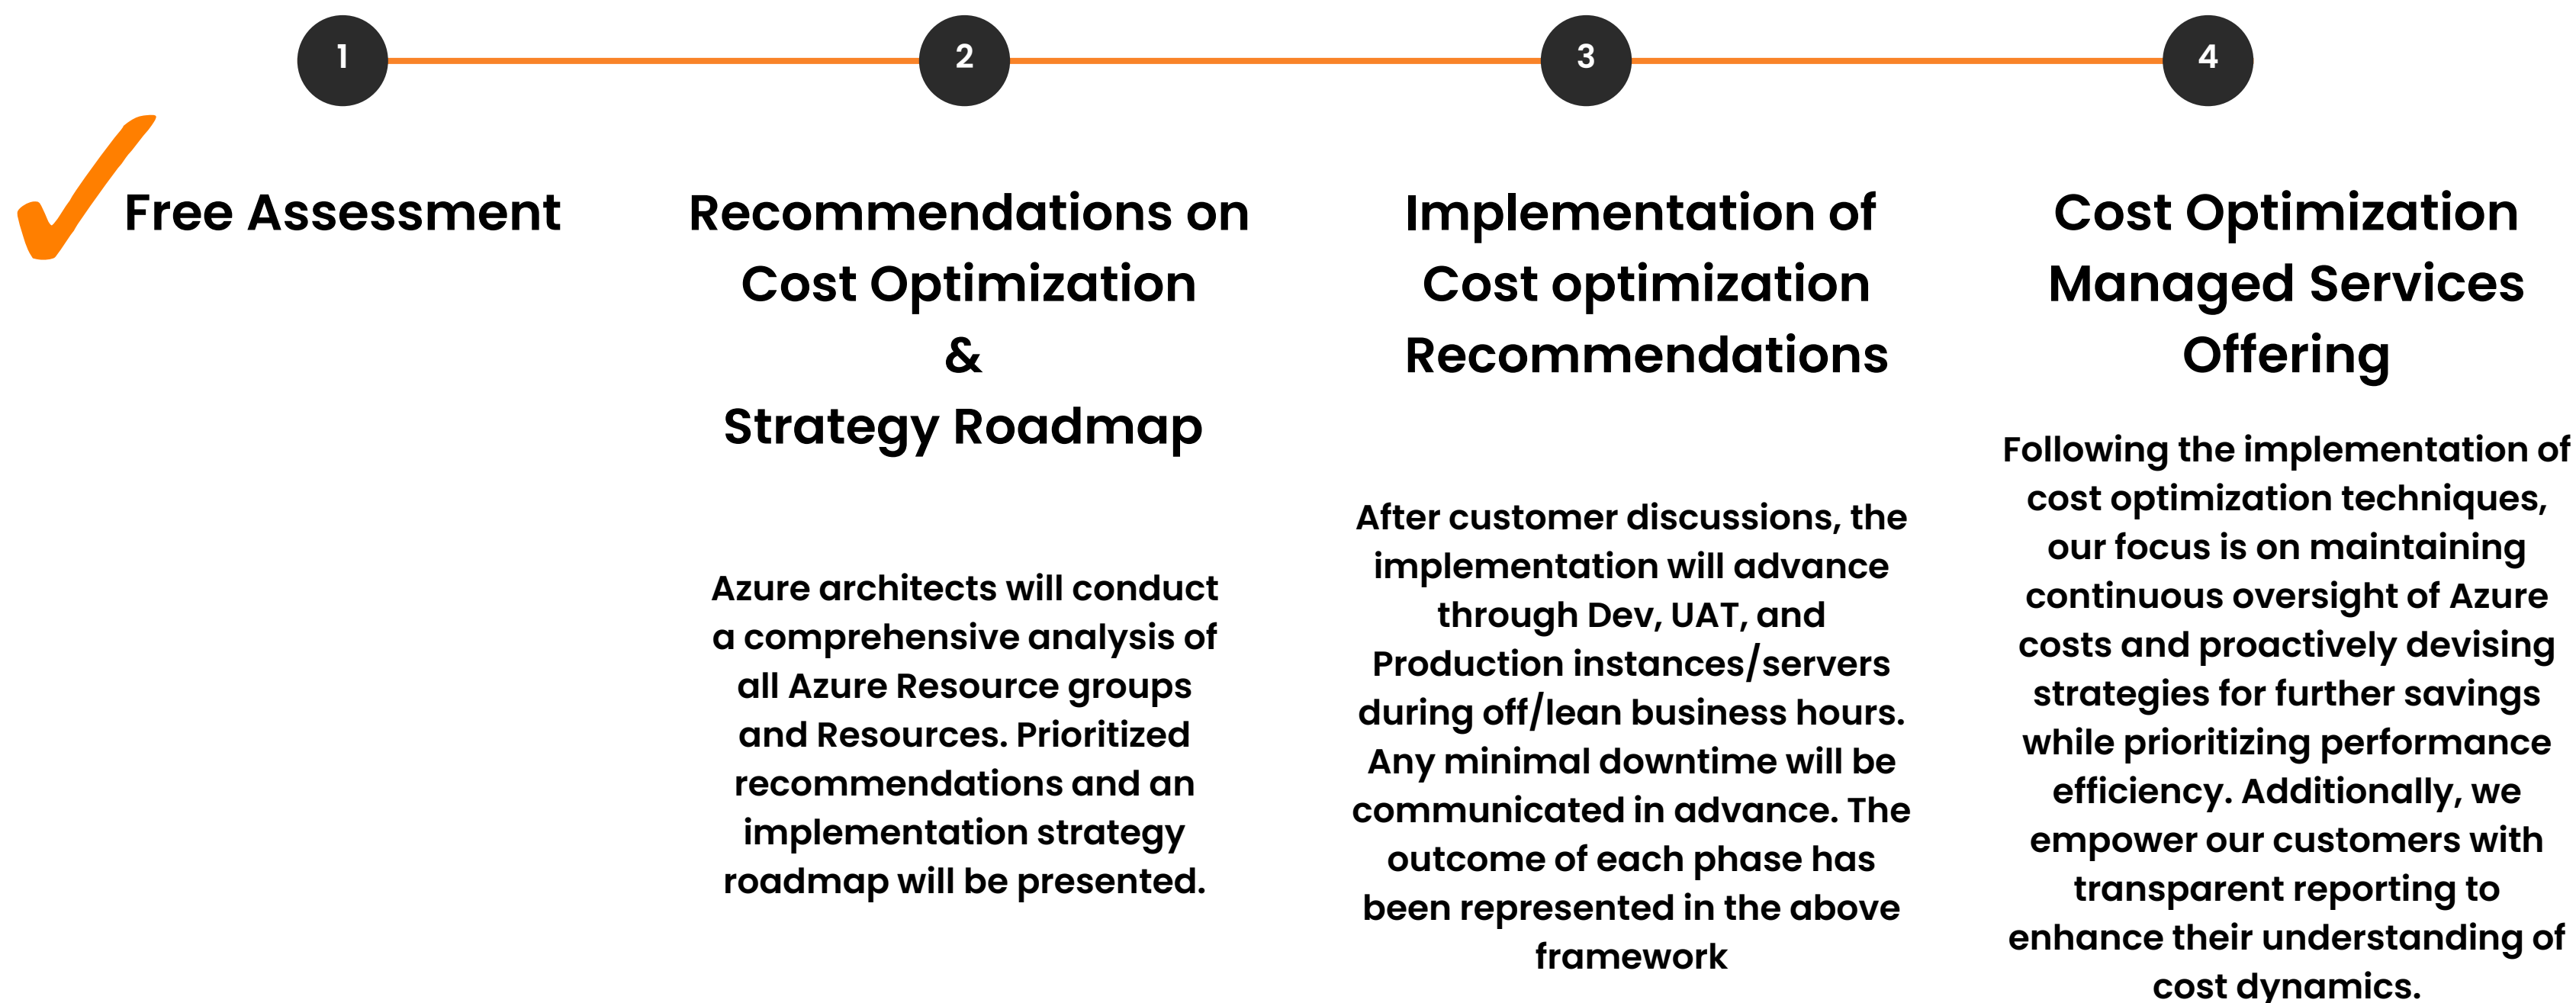 1
2
3
4
Free Assessment
Recommendations on
Cost Optimization
&
Strategy Roadmap
Azure architects will conduct
a comprehensive analysis of
all Azure Resource groups
and Resources. Prioritized
recommendations and an
implementation strategy
roadmap will be presented.
Implementation of
Cost optimization
Recommendations
After customer discussions, the
implementation will advance
through Dev, UAT, and
Production instances/servers
during off/lean business hours.
Any minimal downtime will be
communicated in advance. The
outcome of each phase has
been represented in the above
framework
Cost Optimization
Managed Services
Offering
Following the implementation of
cost optimization techniques,
our focus is on maintaining
continuous oversight of Azure
costs and proactively devising
strategies for further savings
while prioritizing performance
efficiency. Additionally, we
empower our customers with
transparent reporting to
enhance their understanding of
cost dynamics.